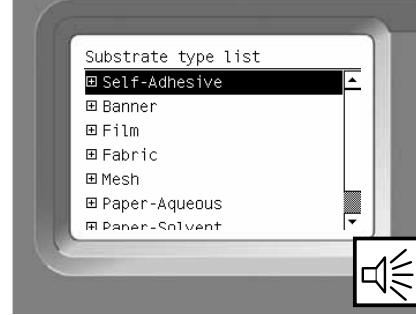 Substrate type list
Self-Adhesive
Banner
Film
Fabric
Mesh
Paper-Aqueous
Paper-Solvent